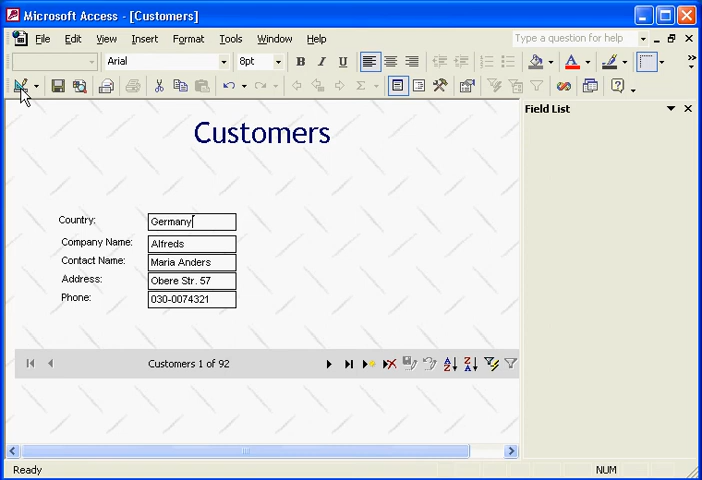 Microsoft Access - [Customers]
File Edit View Insert Format Tools Window Help Type a question for help
Arial 8pt B I U A
Field List
Customers
Country: Germany
Company Name: Alfreds
Contact Name: Maria Anders
Address: Obere Str. 57
Phone: 030-0074321
Customers 1 of 92
Ready NUM